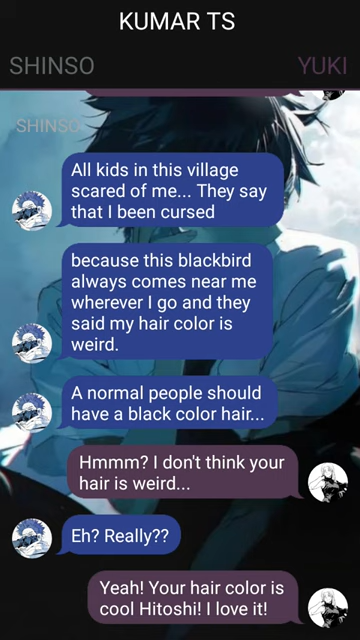 KUMAR TS
SHINSO
YUKI
SHINSO
All kids in this village
scared of me... They say
that I been cursed
because this blackbird
always comes near me
wherever I go and they
said my hair color is
weird.
A normal people should
have a black color hair...
Hmmm? I don't think your
hair is weird...
Eh? Really??
Yeah! Your hair color is
cool Hitoshi! I love it!